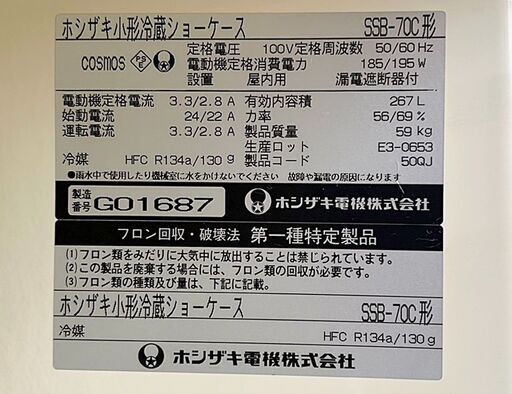 ホシザキ小形冷蔵ショーケース SSB-70C形
cosmos PSE 定格電圧 100V 定格周波数 50/60Hz
電動機定格消費電力 185/195W
設置 屋内用 漏電遮断器付
電動機定格電流 3.3/2.8A 有効内容積 267L
始動電流 24/22A 力率 56/69%
運転電流 3.3/2.8A 製品質量 59kg
生産ロット E3-0653
冷媒 HFC R134a/130g 製品コード 50QJ
●雨水中で使用したり機械室に水をかけないでください 故障や漏電の原因になります
製造番号 G01687 ホシザキ電機株式会社
フロン回収・破壊法 第一種特定製品
(1)フロン類をみだりに大気中に放出することは禁じられています。
(2)この製品を廃棄する場合には、フロン類の回収が必要です。
(3)フロン類の種類及び量は、下記に記載。
ホシザキ小形冷蔵ショーケース SSB-70C形
冷媒 HFC R134a/130g
ホシザキ電機株式会社